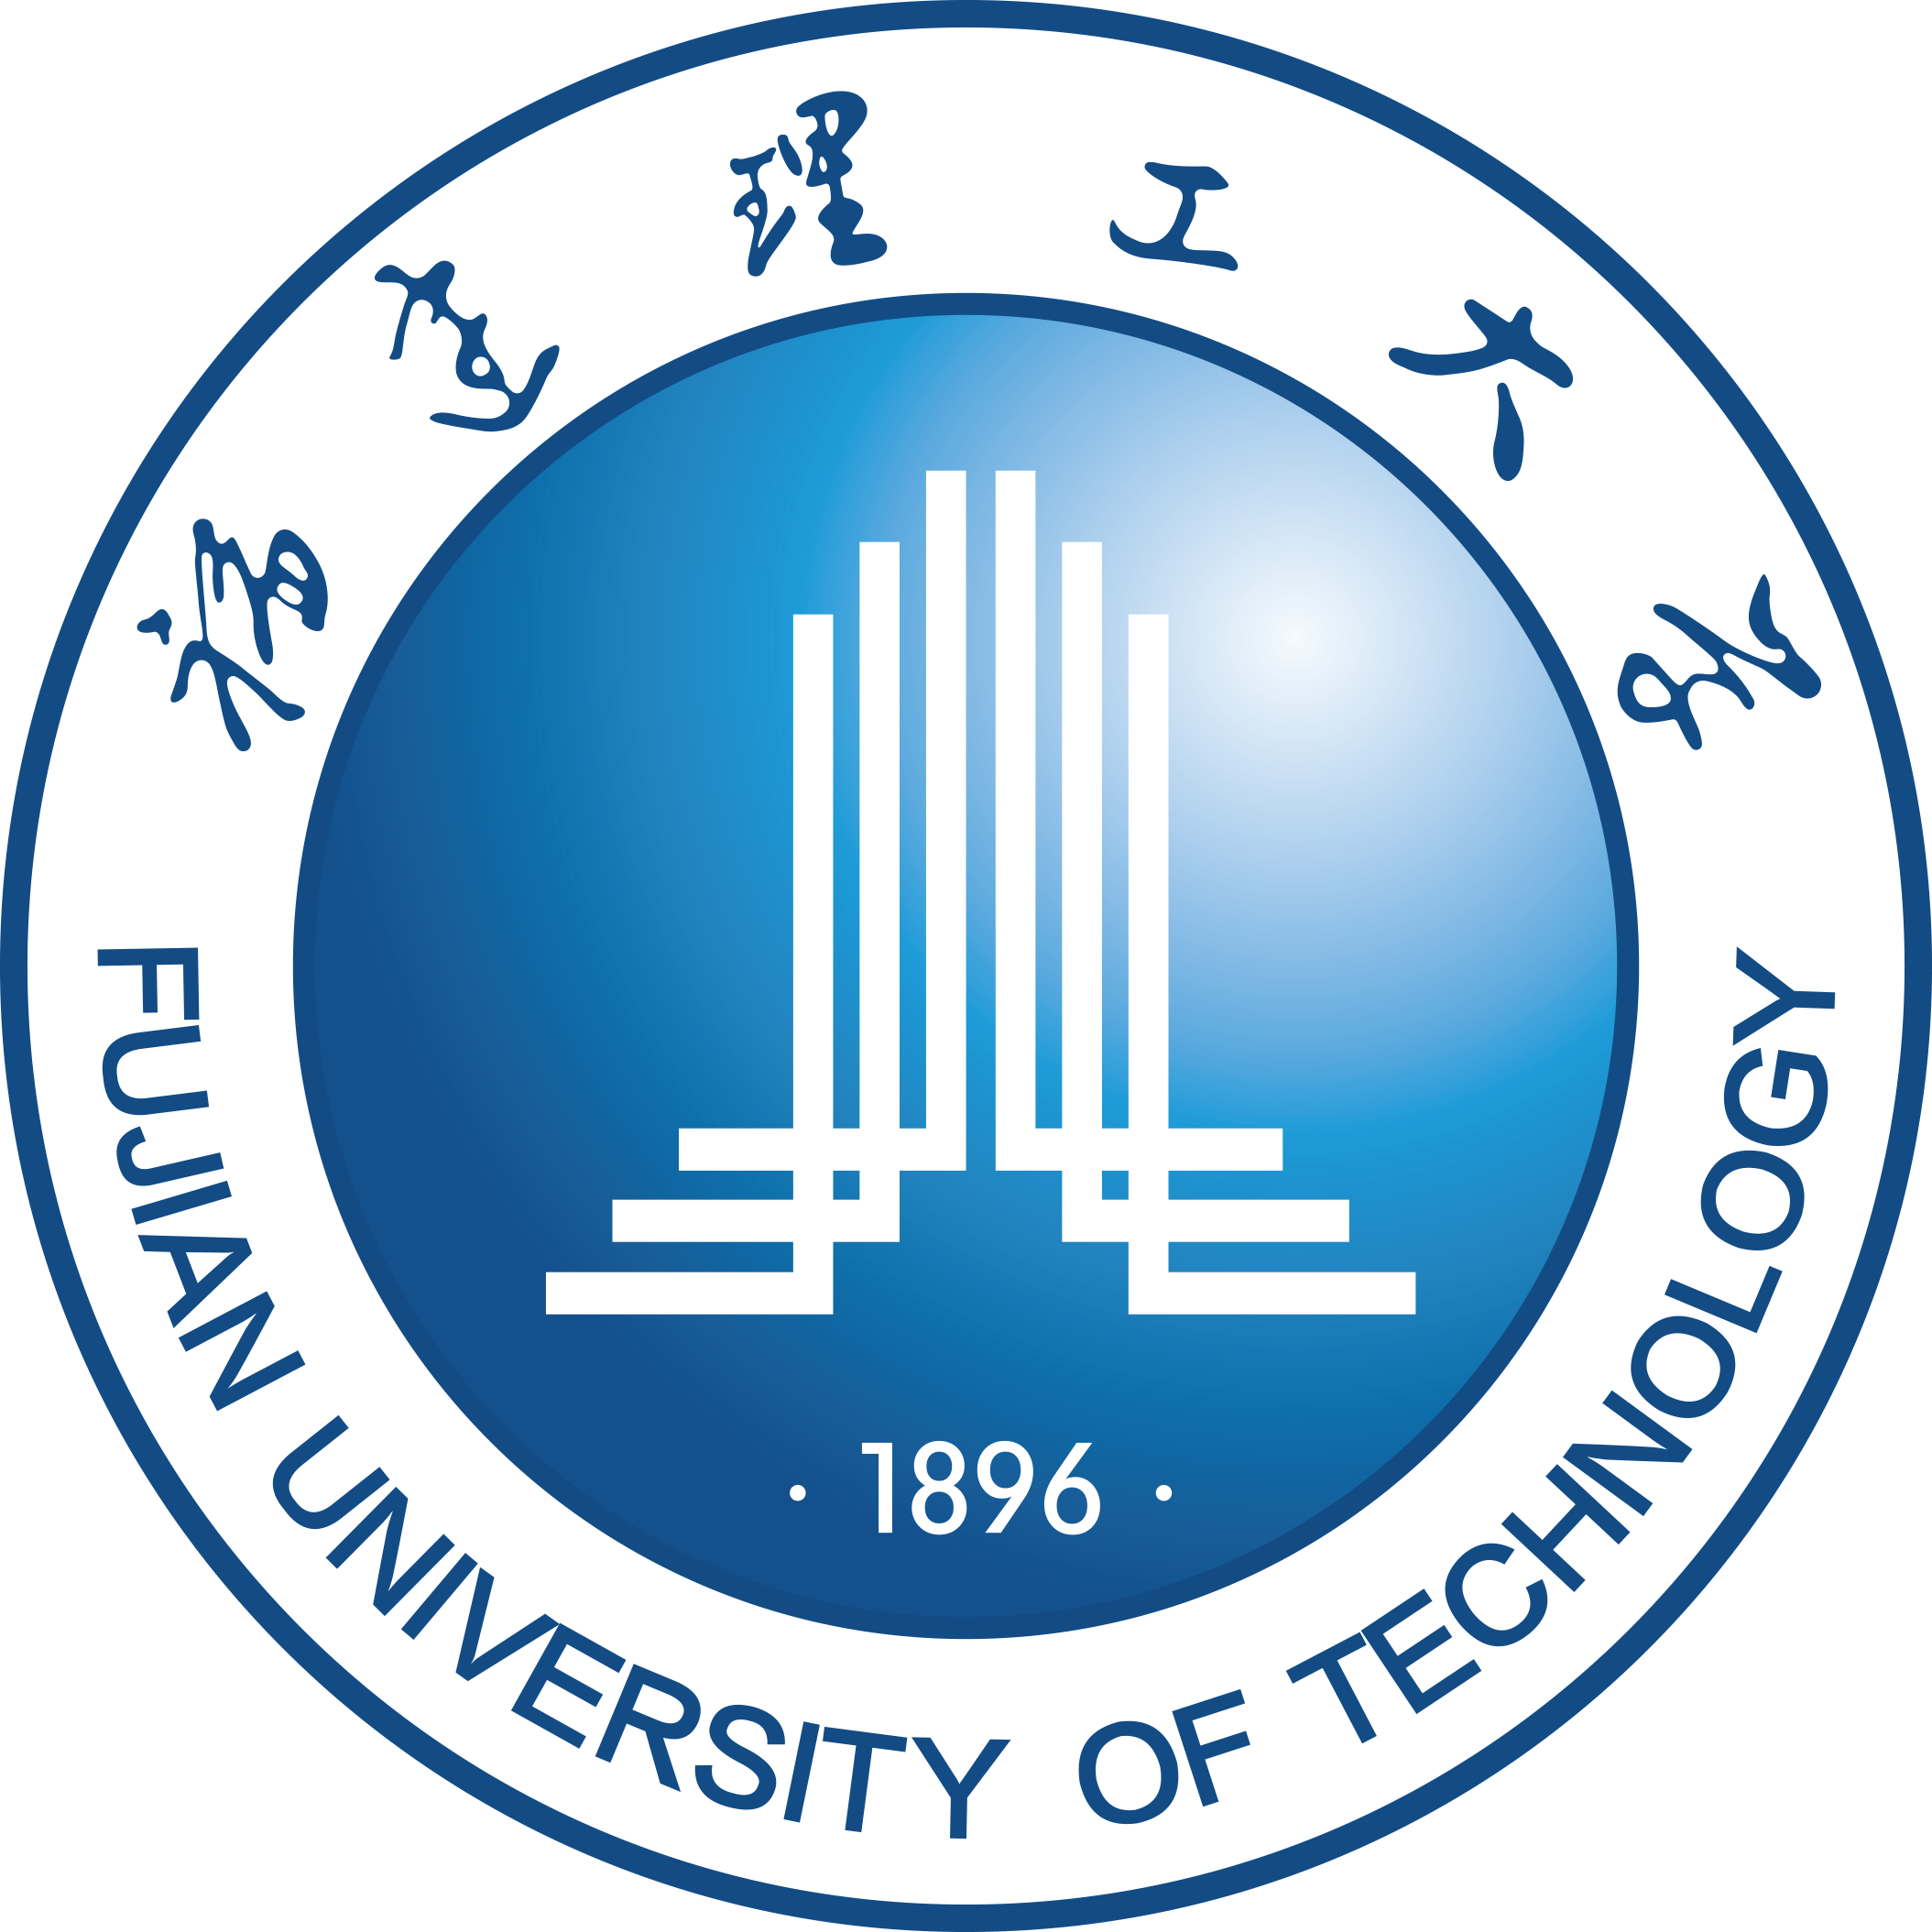 福建理工大学
· 1896 ·
FUJIAN UNIVERSITY OF TECHNOLOGY